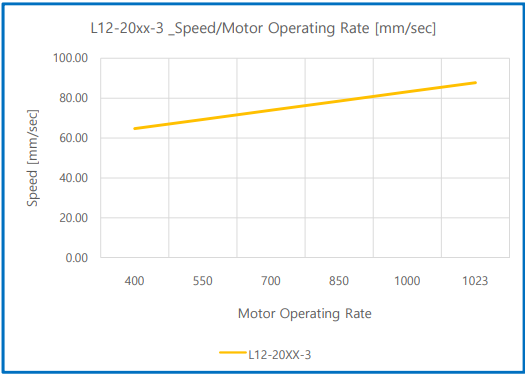 L12-20xx-3 _Speed/Motor Operating Rate [mm/sec]
100.00
80.00
60.00
40.00
20.00
0.00
Speed [mm/sec]
400 550 700 850 1000 1023
Motor Operating Rate
L12-20XX-3